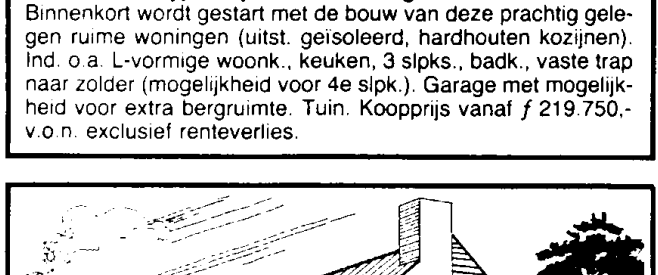 Binnenkort wordt gestart met de bouw van deze prachtig gele-
gen ruime woningen (uitst. geïsoleerd, hardhouten kozijnen).
Ind. o.a. L-vormige woonk., keuken, 3 slpks., badk., vaste trap
naar zolder (mogelijkheid voor 4e slpk.). Garage met mogelijk-
heid voor extra bergruimte. Tuin. Koopprijs vanaf ƒ 219.750,-
v.o.n. exclusief renteverlies.